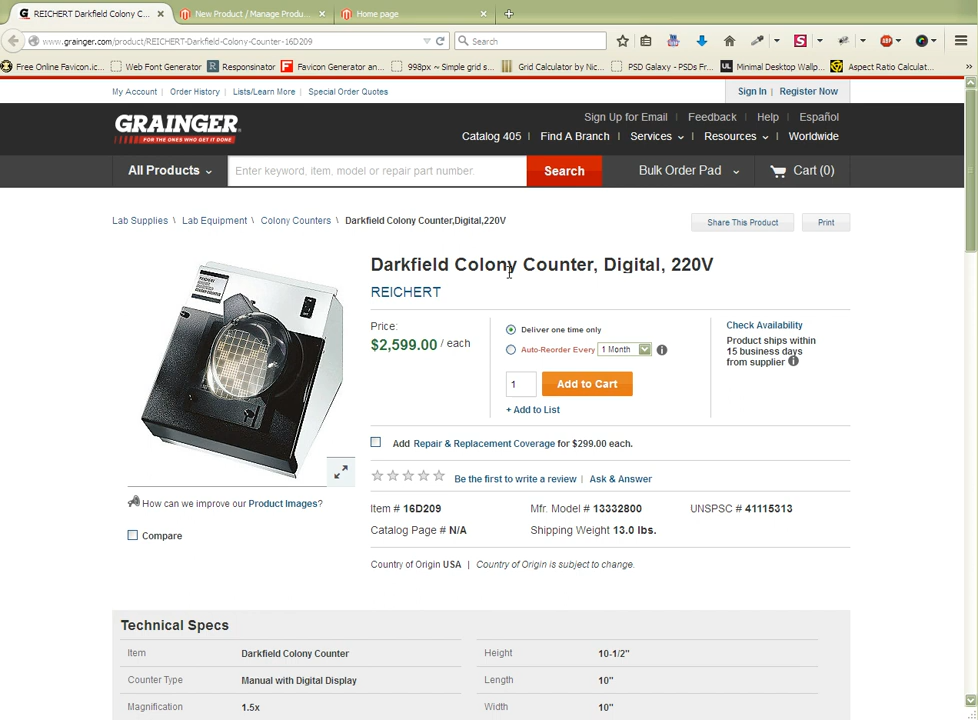 REICHERT Darkfield Colony C...
New Product / Manage Produ...
Home page
www.grainger.com/product/REICHERT-Darkfield-Colony-Counter-16D209
Search
Free Online Favicon.ic...
Web Font Generator
Responsinator
Favicon Generator an...
998px ~ Simple grid s...
Grid Calculator by Nic...
PSD Galaxy - PSDs Fr...
Minimal Desktop Wallp...
Aspect Ratio Calculat...
My Account | Order History | Lists/Learn More | Special Order Quotes
Sign In | Register Now
GRAINGER
FOR THE ONES WHO GET IT DONE
Sign Up for Email | Feedback | Help | Español
Catalog 405 Find A Branch Services Resources Worldwide
All Products
Enter keyword, item, model or repair part number.
Search
Bulk Order Pad
Cart (0)
Lab Supplies \ Lab Equipment \ Colony Counters \ Darkfield Colony Counter,Digital,220V
Share This Product
Print
Darkfield Colony Counter, Digital, 220V
REICHERT
Price:
$2,599.00 / each
Deliver one time only
Auto-Reorder Every 1 Month
1
Add to Cart
+ Add to List
Check Availability
Product ships within
15 business days
from supplier
Add Repair & Replacement Coverage for $299.00 each.
Be the first to write a review | Ask & Answer
How can we improve our Product Images?
Compare
Item # 16D209
Mfr. Model # 13332800
UNSPSC # 41115313
Catalog Page # N/A
Shipping Weight 13.0 lbs.
Country of Origin USA | Country of Origin is subject to change.
Technical Specs
Item Darkfield Colony Counter
Height 10-1/2"
Counter Type Manual with Digital Display
Length 10"
Magnification 1.5x
Width 10"